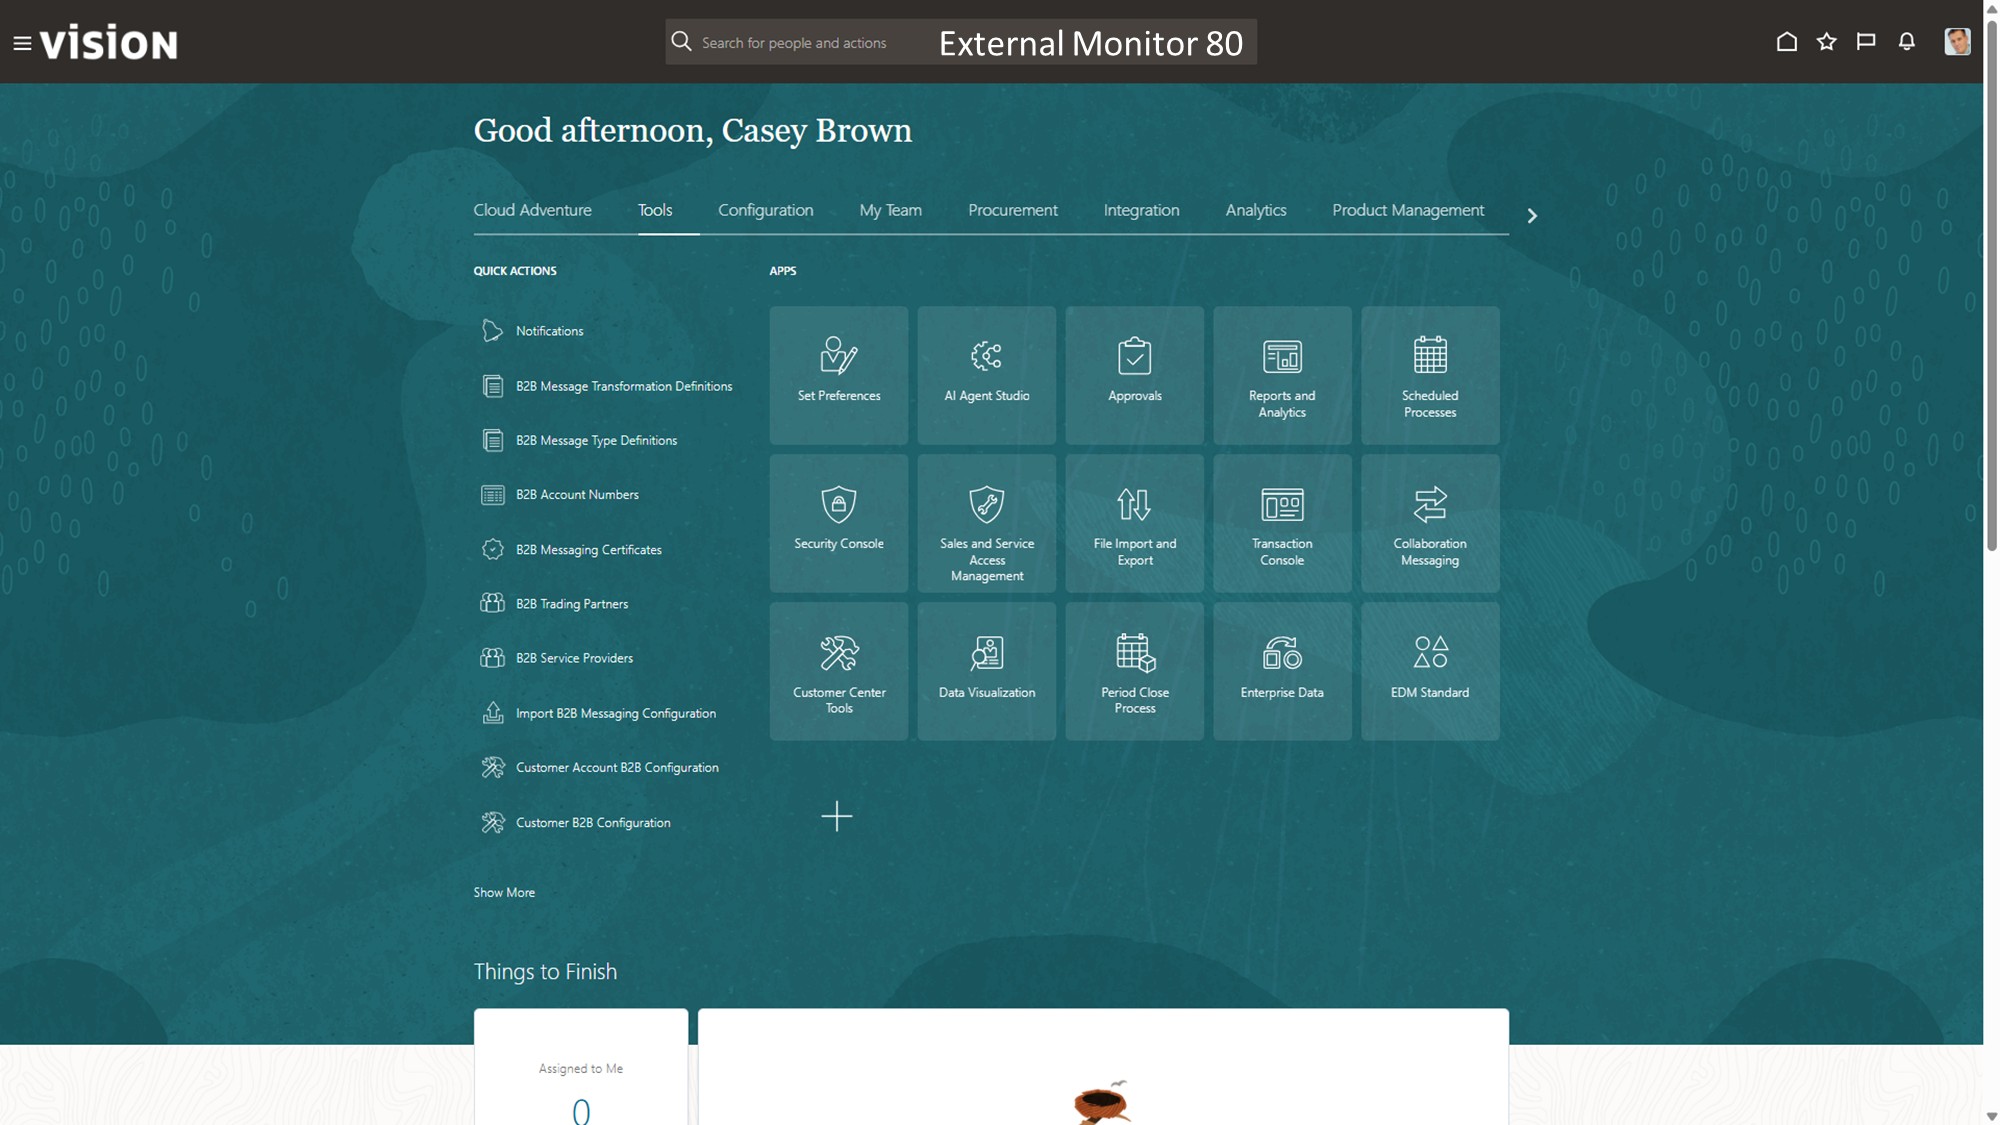 vision
Search for people and actions
External Monitor 80
Good afternoon, Casey Brown
Cloud Adventure
Tools
Configuration
My Team
Procurement
Integration
Analytics
Product Management
QUICK ACTIONS
Notifications
B2B Message Transformation Definitions
B2B Message Type Definitions
B2B Account Numbers
B2B Messaging Certificates
B2B Trading Partners
B2B Service Providers
Import B2B Messaging Configuration
Customer Account B2B Configuration
Customer B2B Configuration
Show More
APPS
Set Preferences
AI Agent Studio
Approvals
Reports and
Analytics
Scheduled
Processes
Security Console
Sales and Service
Access
Management
File Import and
Export
Transaction
Console
Collaboration
Messaging
Customer Center
Tools
Data Visualization
Period Close
Process
Enterprise Data
EDM Standard
Things to Finish
Assigned to Me
0